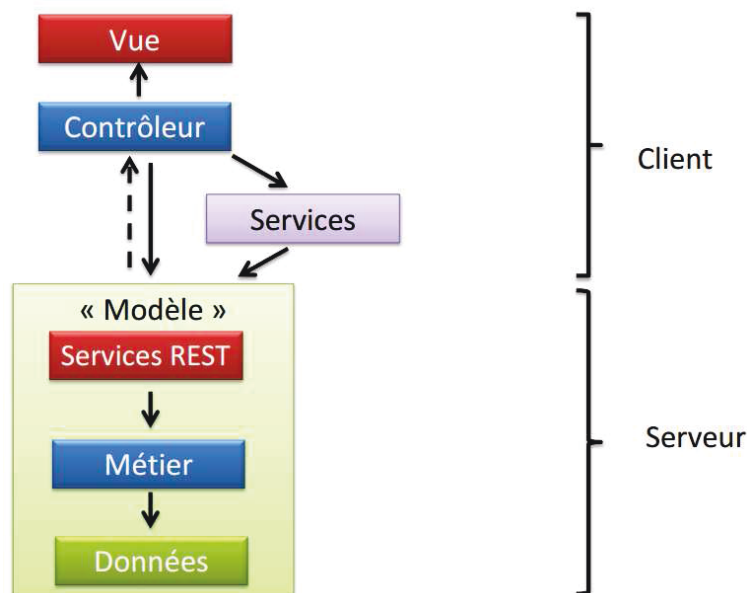 Vue
Contrôleur
Client
Services
« Modèle »
Services REST
Métier
Serveur
Données